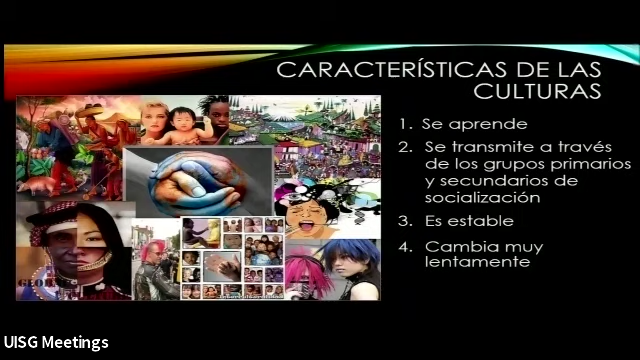 CARACTERÍSTICAS DE LAS
CULTURAS
1. Se aprende
2. Se transmite a través
de los grupos primarios
y secundarios de
socialización
3. Es estable
4. Cambia muy
lentamente
UISG Meetings